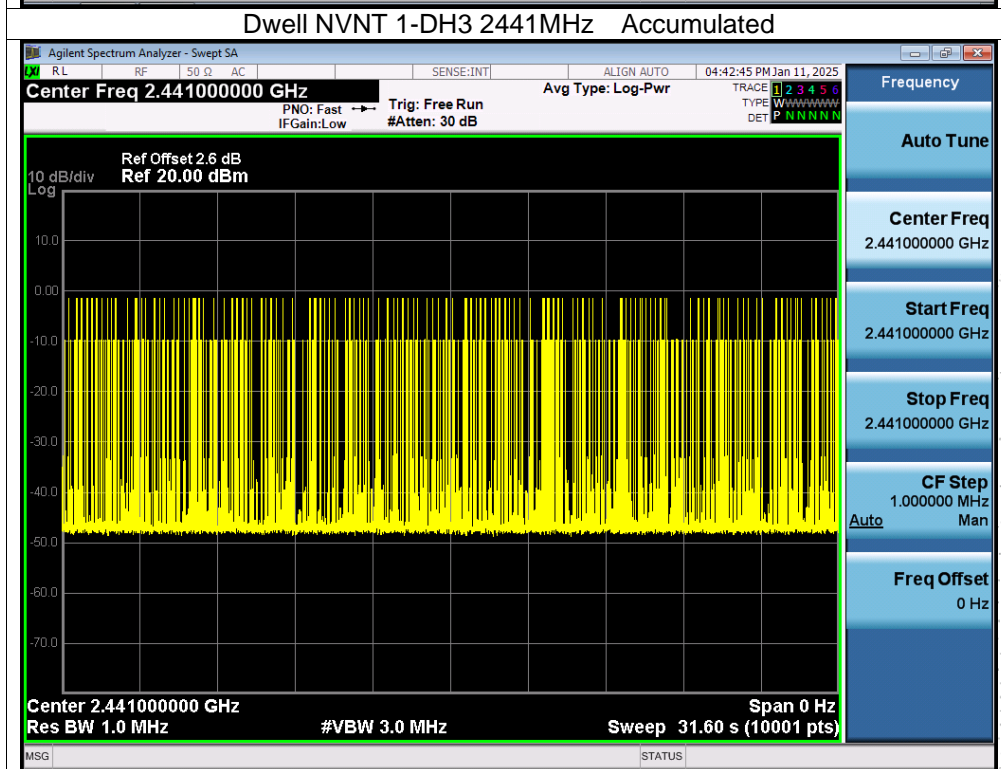 Dwell NVNT 1-DH3 2441MHz Accumulated
Agilent Spectrum Analyzer - Swept SA
LXI RL RF 50 Ω AC SENSE:INT ALIGN AUTO 04:42:45 PM Jan 11, 2025
Center Freq 2.441000000 GHz Avg Type: Log-Pwr TRACE 1 2 3 4 5 6
PNO: Fast Trig: Free Run TYPE W W W W W W
IFGain:Low #Atten: 30 dB DET P N N N N N
Frequency
Ref Offset 2.6 dB
10 dB/div Ref 20.00 dBm
Log
10.0
0.00
-10.0
-20.0
-30.0
-40.0
-50.0
-60.0
-70.0
Center 2.441000000 GHz Span 0 Hz
Res BW 1.0 MHz #VBW 3.0 MHz Sweep 31.60 s (10001 pts)
Auto Tune
Center Freq
2.441000000 GHz
Start Freq
2.441000000 GHz
Stop Freq
2.441000000 GHz
CF Step
1.000000 MHz
Auto Man
Freq Offset
0 Hz
MSG STATUS